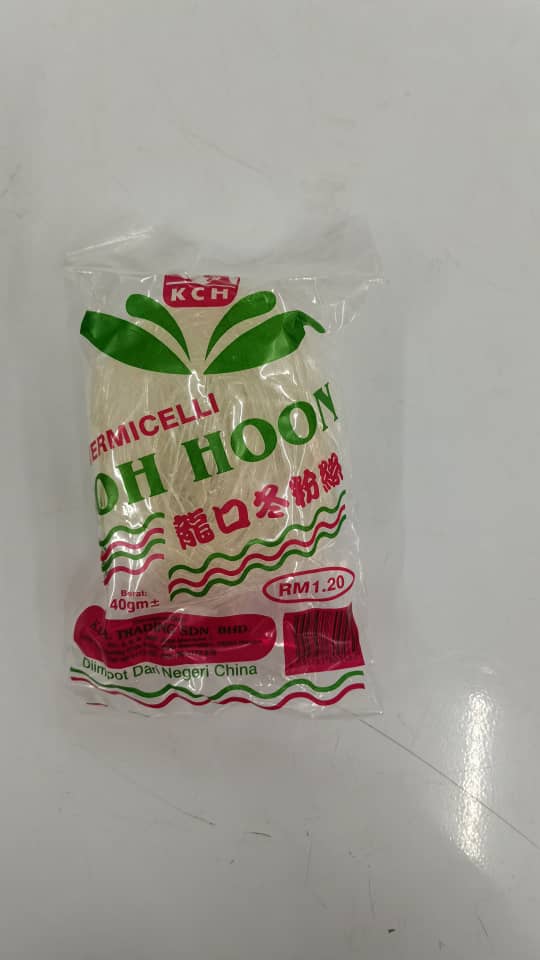 KCH
ERMICELLI
OH HOON
龍口冬粉絲
Berat:
40gm±
RM1.20
TRADING SDN. BHD.
Diimpot Dari Negeri China